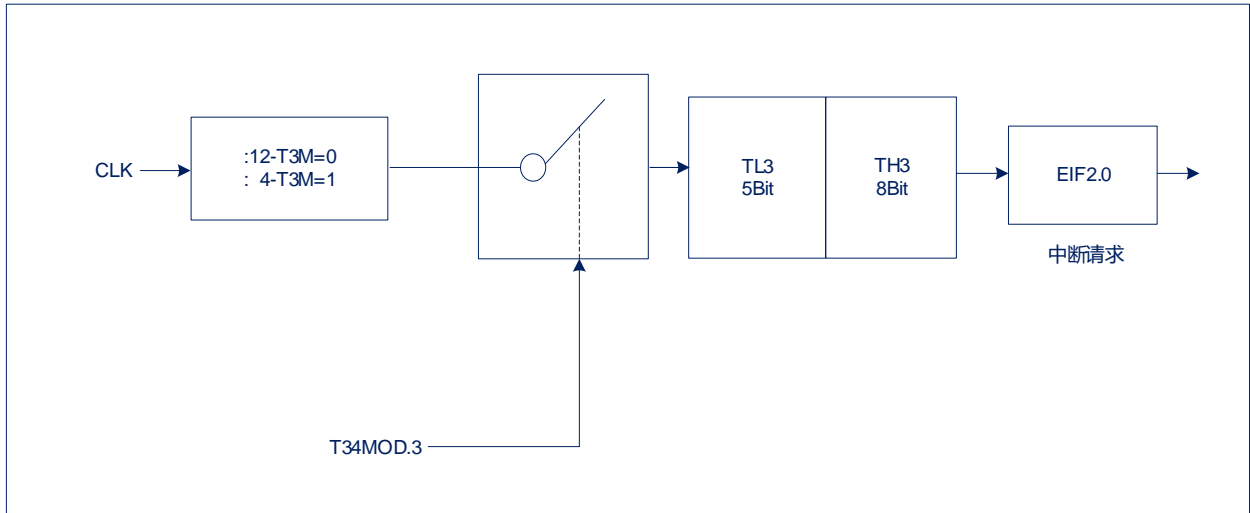 CLK
:12-T3M=0
: 4-T3M=1
TL3
5Bit
TH3
8Bit
EIF2.0
中断请求
T34MOD.3